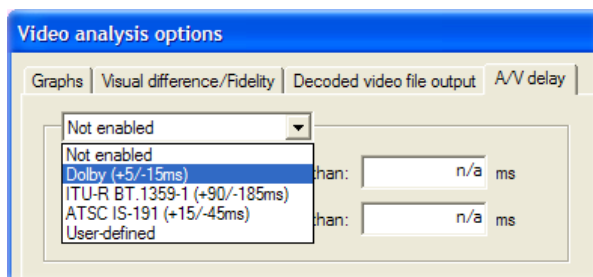 Video analysis options
Graphs Visual difference/Fidelity Decoded video file output A/V delay
Not enabled
Not enabled
Dolby (+5/-15ms) than: n/a ms
ITU-R BT.1359-1 (+90/-185ms)
ATSC IS-191 (+15/-45ms) than: n/a ms
User-defined